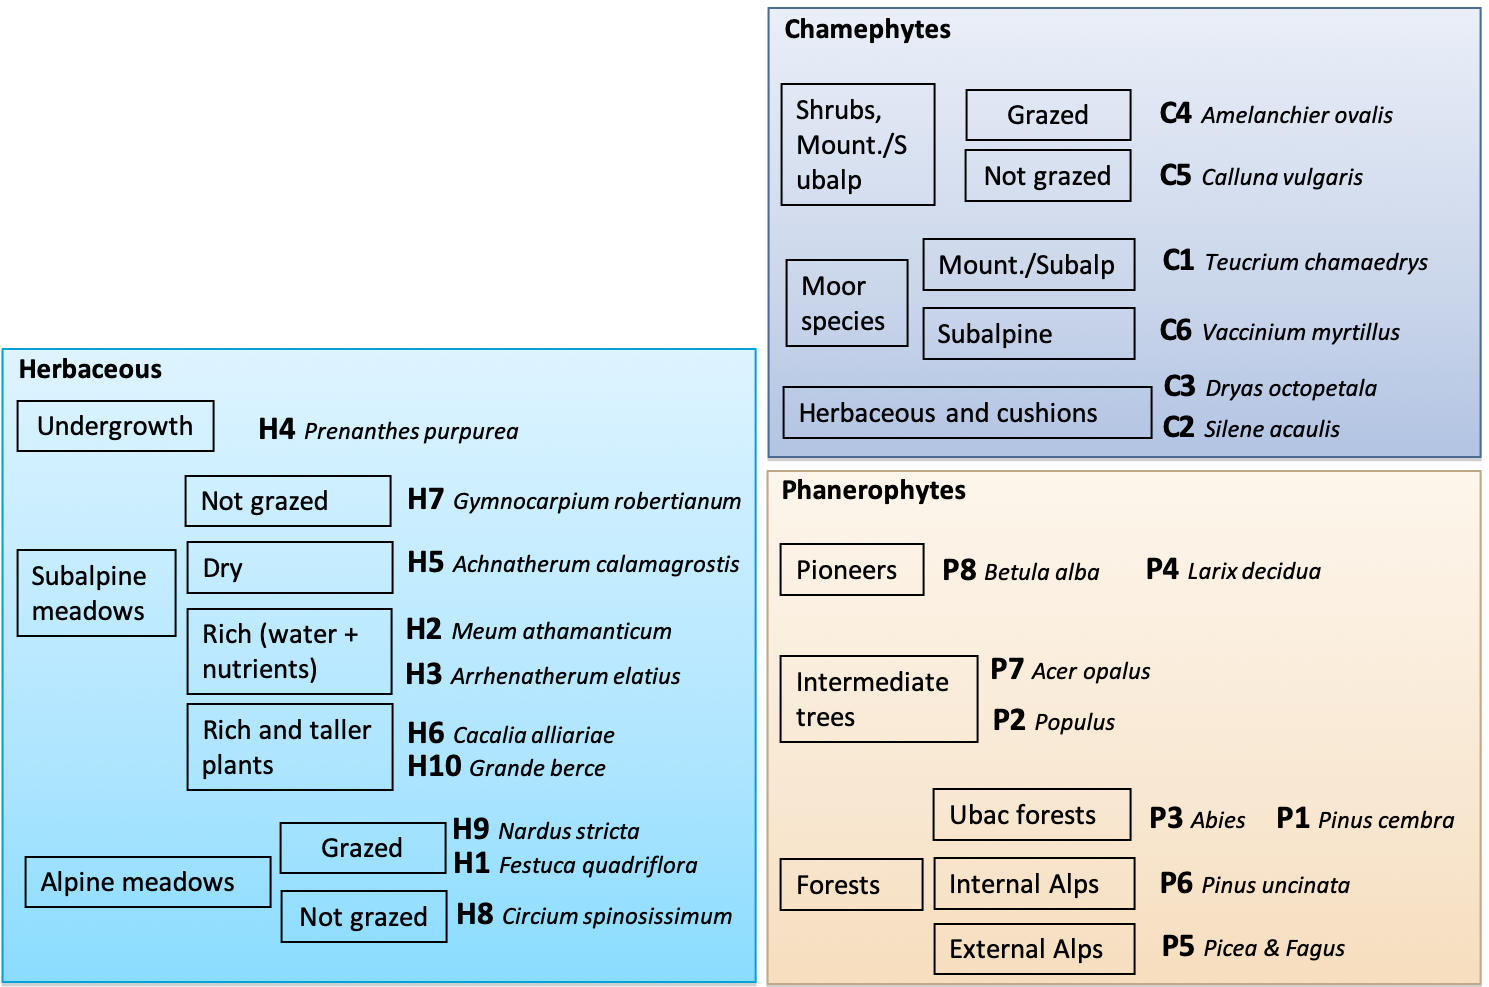 Chamephytes
Shrubs,
Mount./S
ubalp
Grazed
C4 Amelanchier ovalis
Not grazed
C5 Calluna vulgaris
Moor
species
Mount./Subalp
C1 Teucrium chamaedrys
Subalpine
C6 Vaccinium myrtillus
Herbaceous and cushions
C3 Dryas octopetala
C2 Silene acaulis
Herbaceous
Undergrowth
H4 Prenanthes purpurea
Subalpine
meadows
Not grazed
H7 Gymnocarpium robertianum
Dry
H5 Achnatherum calamagrostis
Rich (water +
nutrients)
H2 Meum athamanticum
H3 Arrhenatherum elatius
Rich and taller
plants
H6 Cacalia alliariae
H10 Grande berce
Alpine meadows
Grazed
H9 Nardus stricta
H1 Festuca quadriflora
Not grazed
H8 Circium spinosissimum
Phanerophytes
Pioneers
P8 Betula alba
P4 Larix decidua
Intermediate
trees
P7 Acer opalus
P2 Populus
Forests
Ubac forests
P3 Abies
P1 Pinus cembra
Internal Alps
P6 Pinus uncinata
External Alps
P5 Picea & Fagus